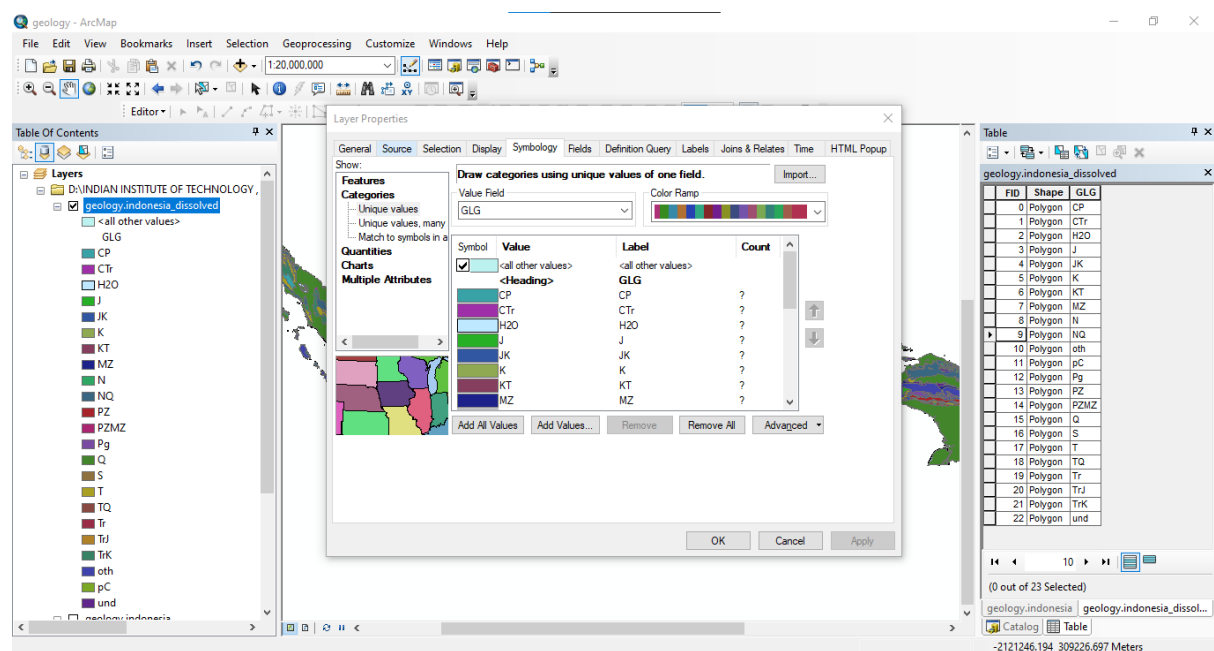 geology - ArcMap
File Edit View Bookmarks Insert Selection Geoprocessing Customize Windows Help
1:20,000,000
Editor
Table Of Contents
Layers
D:\INDIAN INSTITUTE OF TECHNOLOGY ,
geology.indonesia_dissolved
<all other values>
GLG
CP
CTr
H2O
J
JK
K
KT
MZ
N
NQ
PZ
PZMZ
Pg
Q
S
T
TQ
Tr
TrJ
TrK
oth
pC
und
geology.indonesia
Layer Properties
General Source Selection Display Symbology Fields Definition Query Labels Joins & Relates Time HTML Popup
Show:
Features
Categories
Unique values
Unique values, many
Match to symbols in a
Quantities
Charts
Multiple Attributes
Draw categories using unique values of one field.
Import...
Value Field
GLG
Color Ramp
Symbol Value Label Count
<all other values> <all other values>
<Heading> GLG
CP CP ?
CTr CTr ?
H2O H2O ?
J J ?
JK JK ?
K K ?
KT KT ?
MZ MZ ?
Add All Values Add Values... Remove Remove All Advanced
OK Cancel Apply
Table
geology.indonesia_dissolved
FID Shape GLG
0 Polygon CP
1 Polygon CTr
2 Polygon H2O
3 Polygon J
4 Polygon JK
5 Polygon K
6 Polygon KT
7 Polygon MZ
8 Polygon N
9 Polygon NQ
10 Polygon oth
11 Polygon pC
12 Polygon Pg
13 Polygon PZ
14 Polygon PZMZ
15 Polygon Q
16 Polygon S
17 Polygon T
18 Polygon TQ
19 Polygon Tr
20 Polygon TrJ
21 Polygon TrK
22 Polygon und
10
(0 out of 23 Selected)
geology.indonesia geology.indonesia_dissol...
Catalog Table
-2121246.194 309226.697 Meters